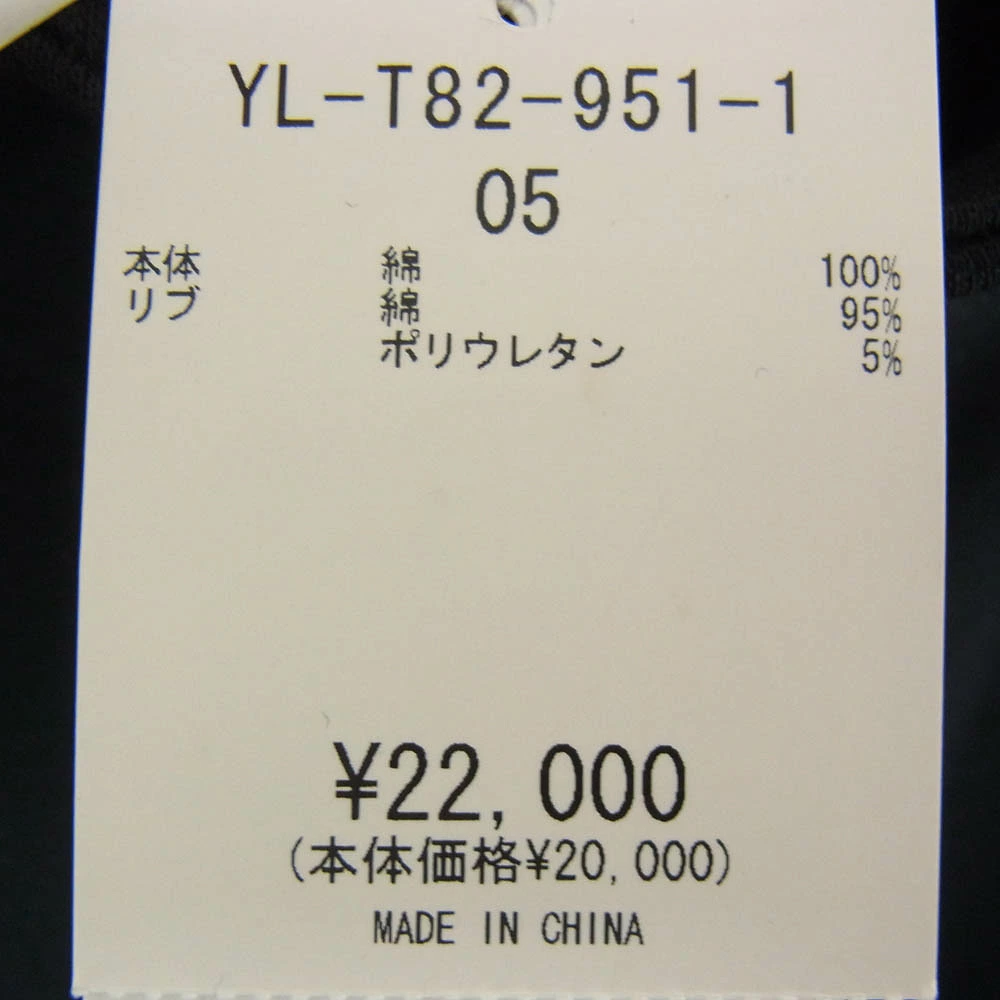 YL-T82-951-1
05
本体 綿 100%
リブ 綿 95%
ポリウレタン 5%
¥22,000
(本体価格¥20,000)
MADE IN CHINA